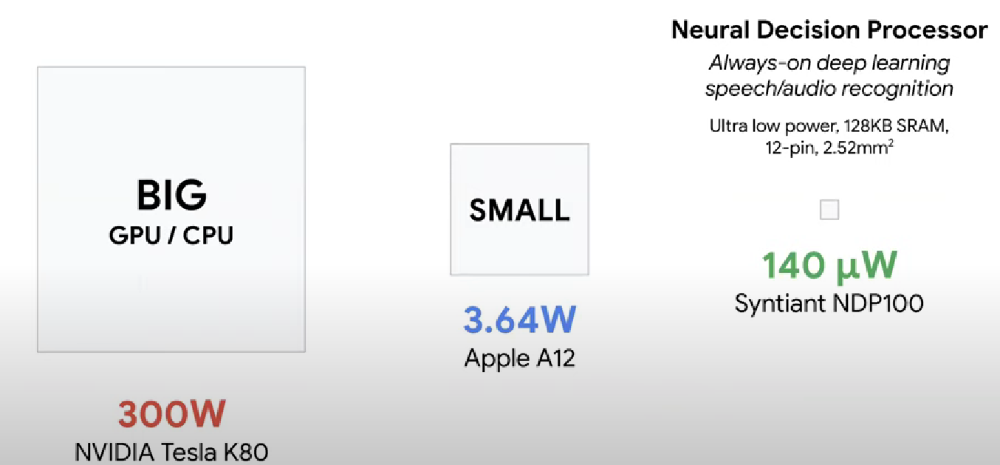 BIG
GPU / CPU
300W
NVIDIA Tesla K80
SMALL
3.64W
Apple A12
Neural Decision Processor
Always-on deep learning
speech/audio recognition
Ultra low power, 128KB SRAM,
12-pin, 2.52mm²
140 μW
Syntiant NDP100